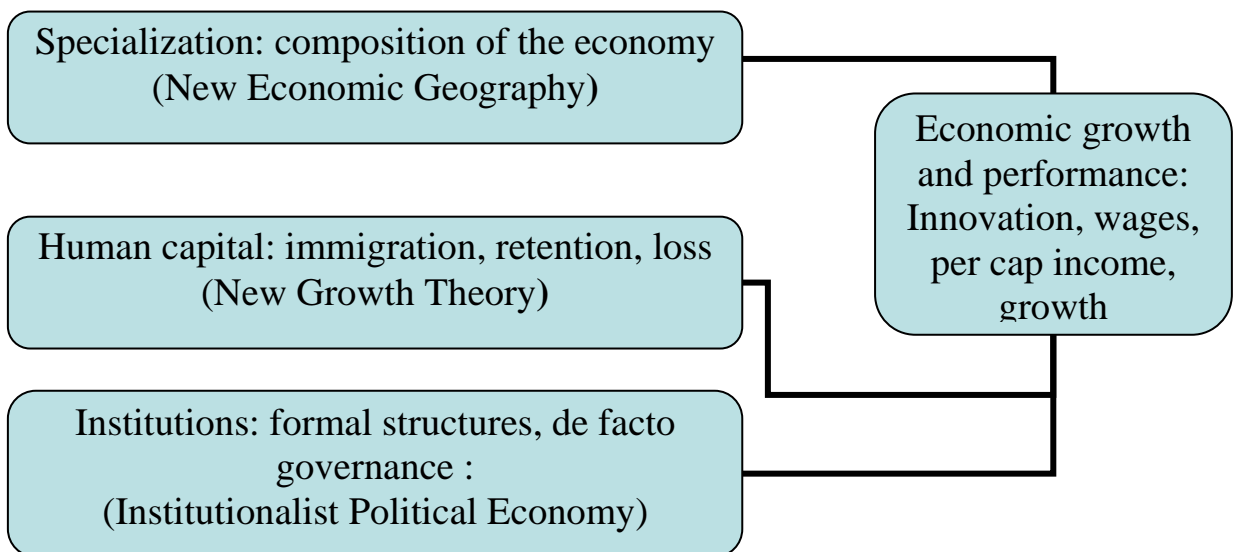 Specialization: composition of the economy
(New Economic Geography)
Human capital: immigration, retention, loss
(New Growth Theory)
Institutions: formal structures, de facto
governance :
(Institutionalist Political Economy)
Economic growth
and performance:
Innovation, wages,
per cap income,
growth